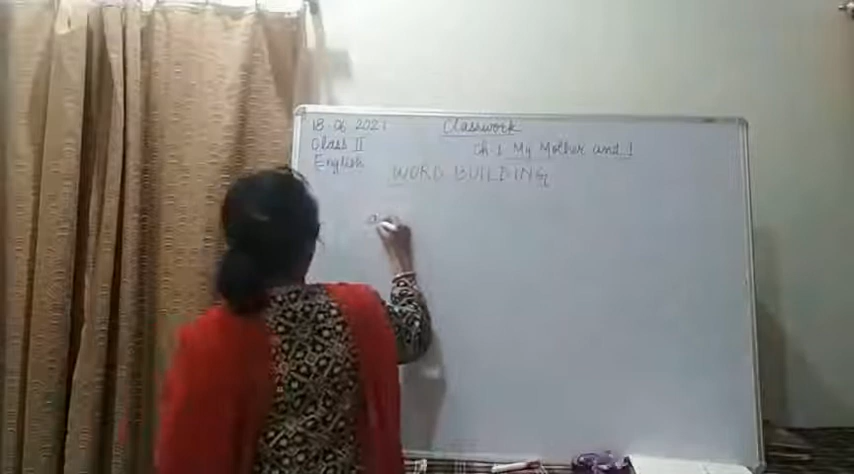 18.06 2021 Classwork
Class II Ch 1 My Mother and I
English
WORD BUILDING